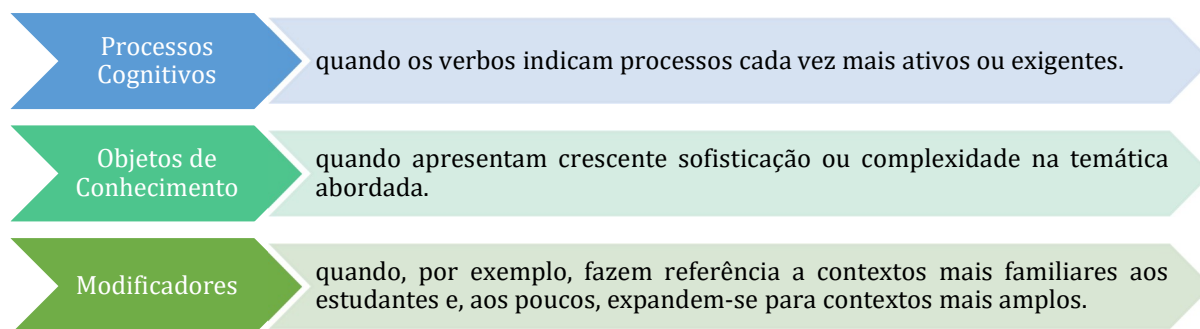 Processos
Cognitivos
quando os verbos indicam processos cada vez mais ativos ou exigentes.
Objetos de
Conhecimento
quando apresentam crescente sofisticação ou complexidade na temática
abordada.
Modificadores
quando, por exemplo, fazem referência a contextos mais familiares aos
estudantes e, aos poucos, expandem-se para contextos mais amplos.